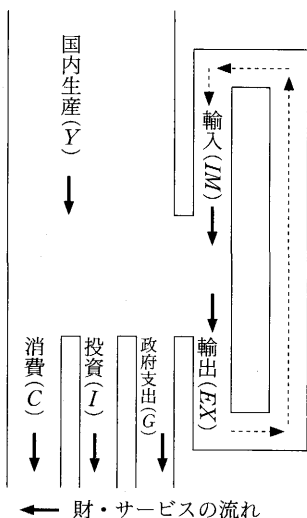 国内生産(Y)
輸入(IM)
消費(C)
投資(I)
政府支出(G)
輸出(EX)
財・サービスの流れ